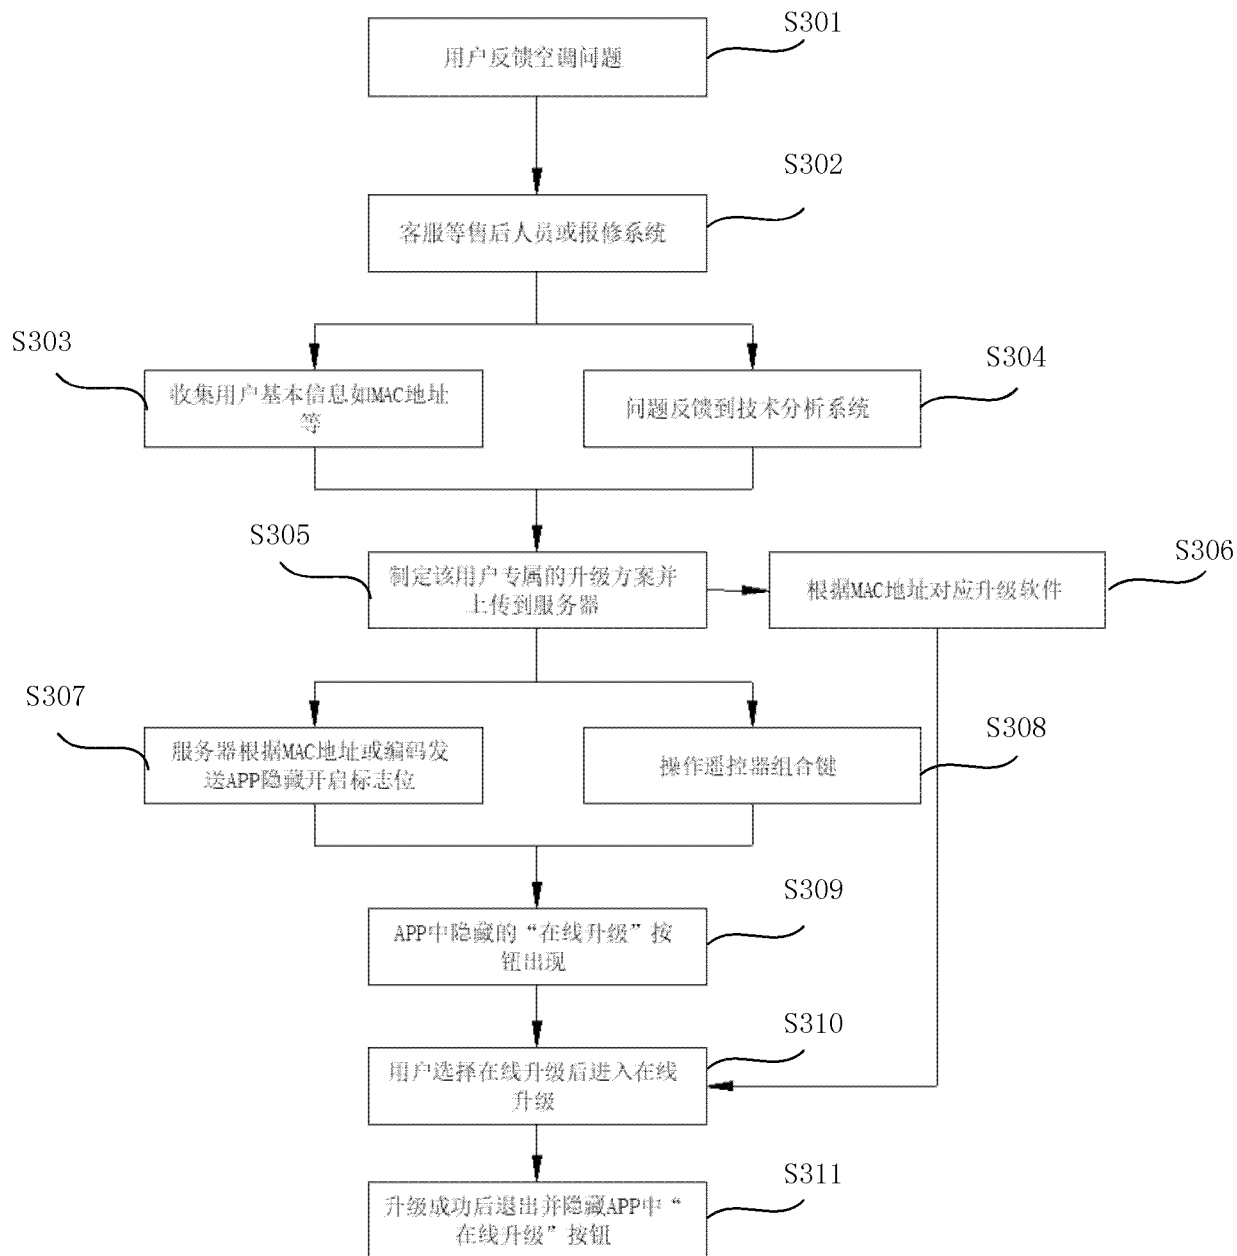 S301
用户反馈空调问题
S302
客服等售后人员或报修系统
S303
收集用户基本信息如MAC地址
等
S304
问题反馈到技术分析系统
S305
制定该用户专属的升级方案并
上传到服务器
S306
根据MAC地址对应升级软件
S307
服务器根据MAC地址或编码发
送APP隐藏开启标志位
S308
操作遥控器组合键
S309
APP中隐藏的“在线升级”按
钮出现
S310
用户选择在线升级后进入在线
升级
S311
升级成功后退出并隐藏APP中“
在线升级”按钮